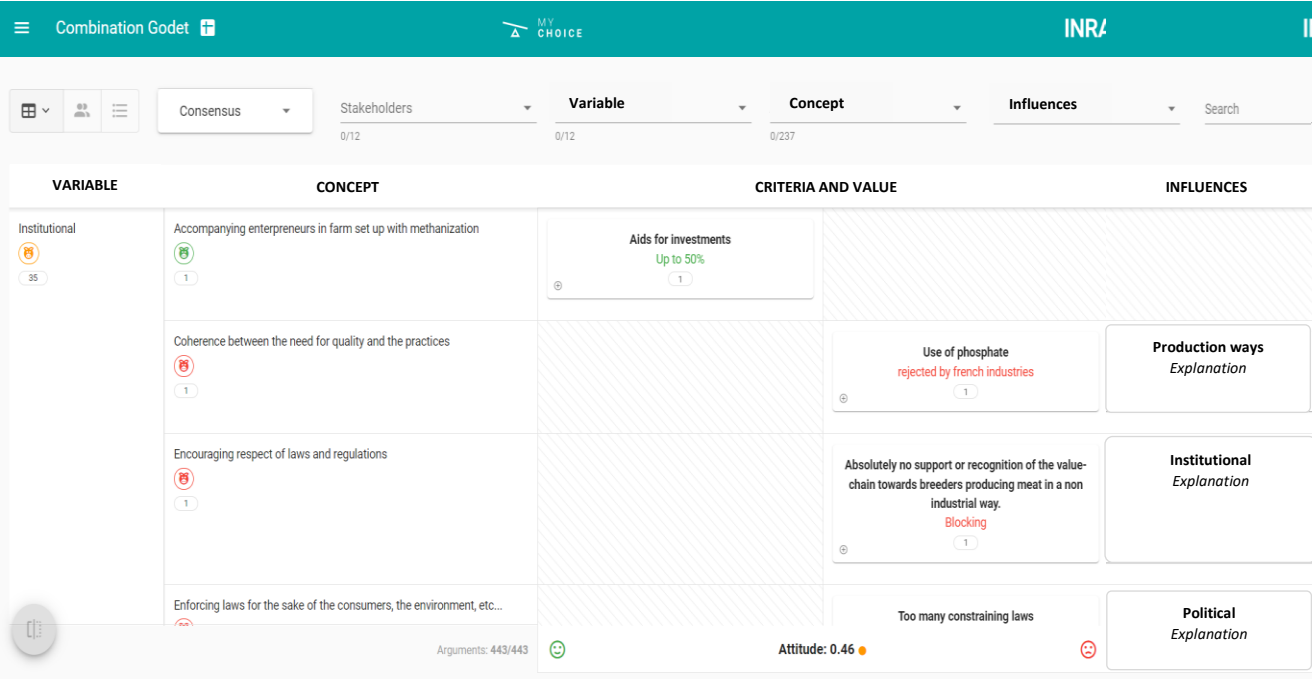 Combination Godet
MY
CHOICE
INRA
Consensus
Stakeholders
0/12
Variable
0/12
Concept
0/237
Influences
Search
VARIABLE
CONCEPT
CRITERIA AND VALUE
INFLUENCES
Institutional
35
Accompanying enterpreneurs in farm set up with methanization
1
Aids for investments
Up to 50%
1
Coherence between the need for quality and the practices
1
Use of phosphate
rejected by french industries
1
Production ways
Explanation
Encouraging respect of laws and regulations
1
Absolutely no support or recognition of the value-
chain towards breeders producing meat in a non
industrial way.
Blocking
1
Institutional
Explanation
Enforcing laws for the sake of the consumers, the environment, etc...
Too many constraining laws
Political
Explanation
Arguments: 443/443
Attitude: 0.46